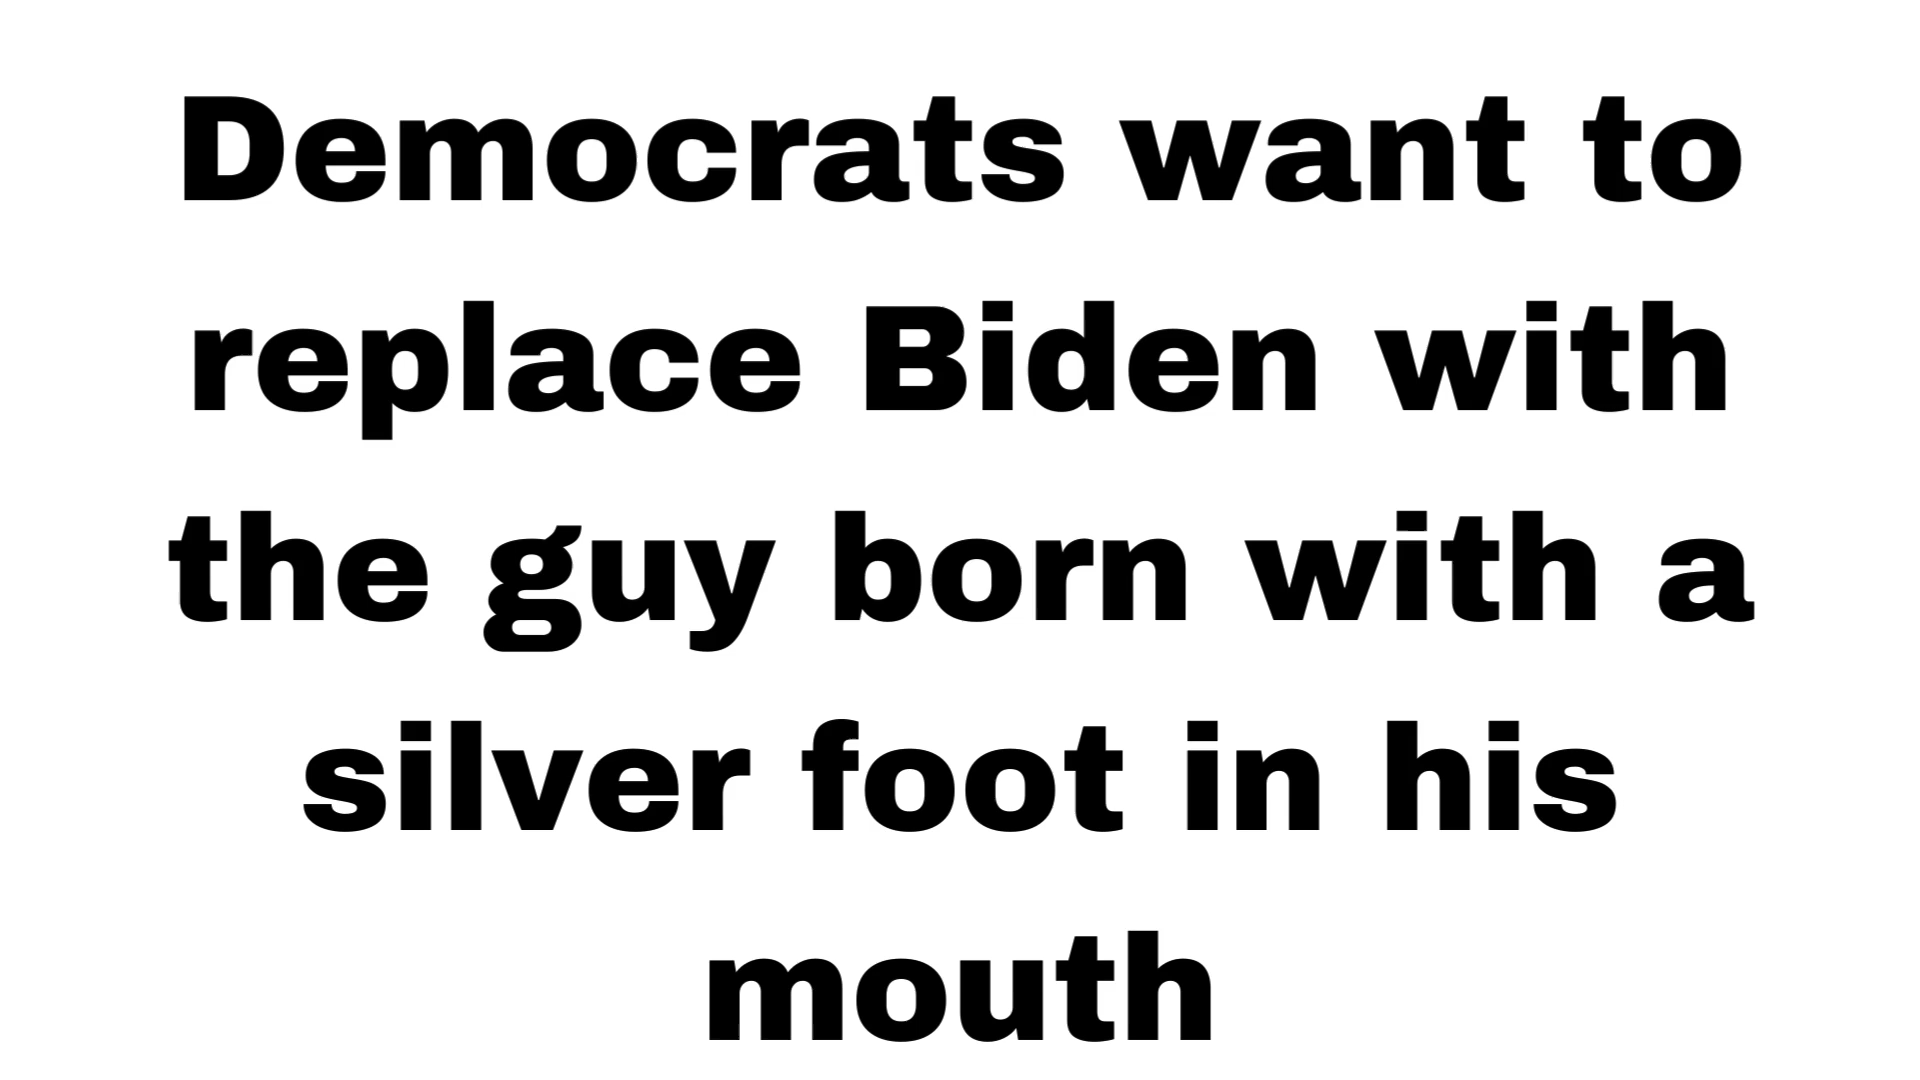 Democrats want to
replace Biden with
the guy born with a
silver foot in his
mouth